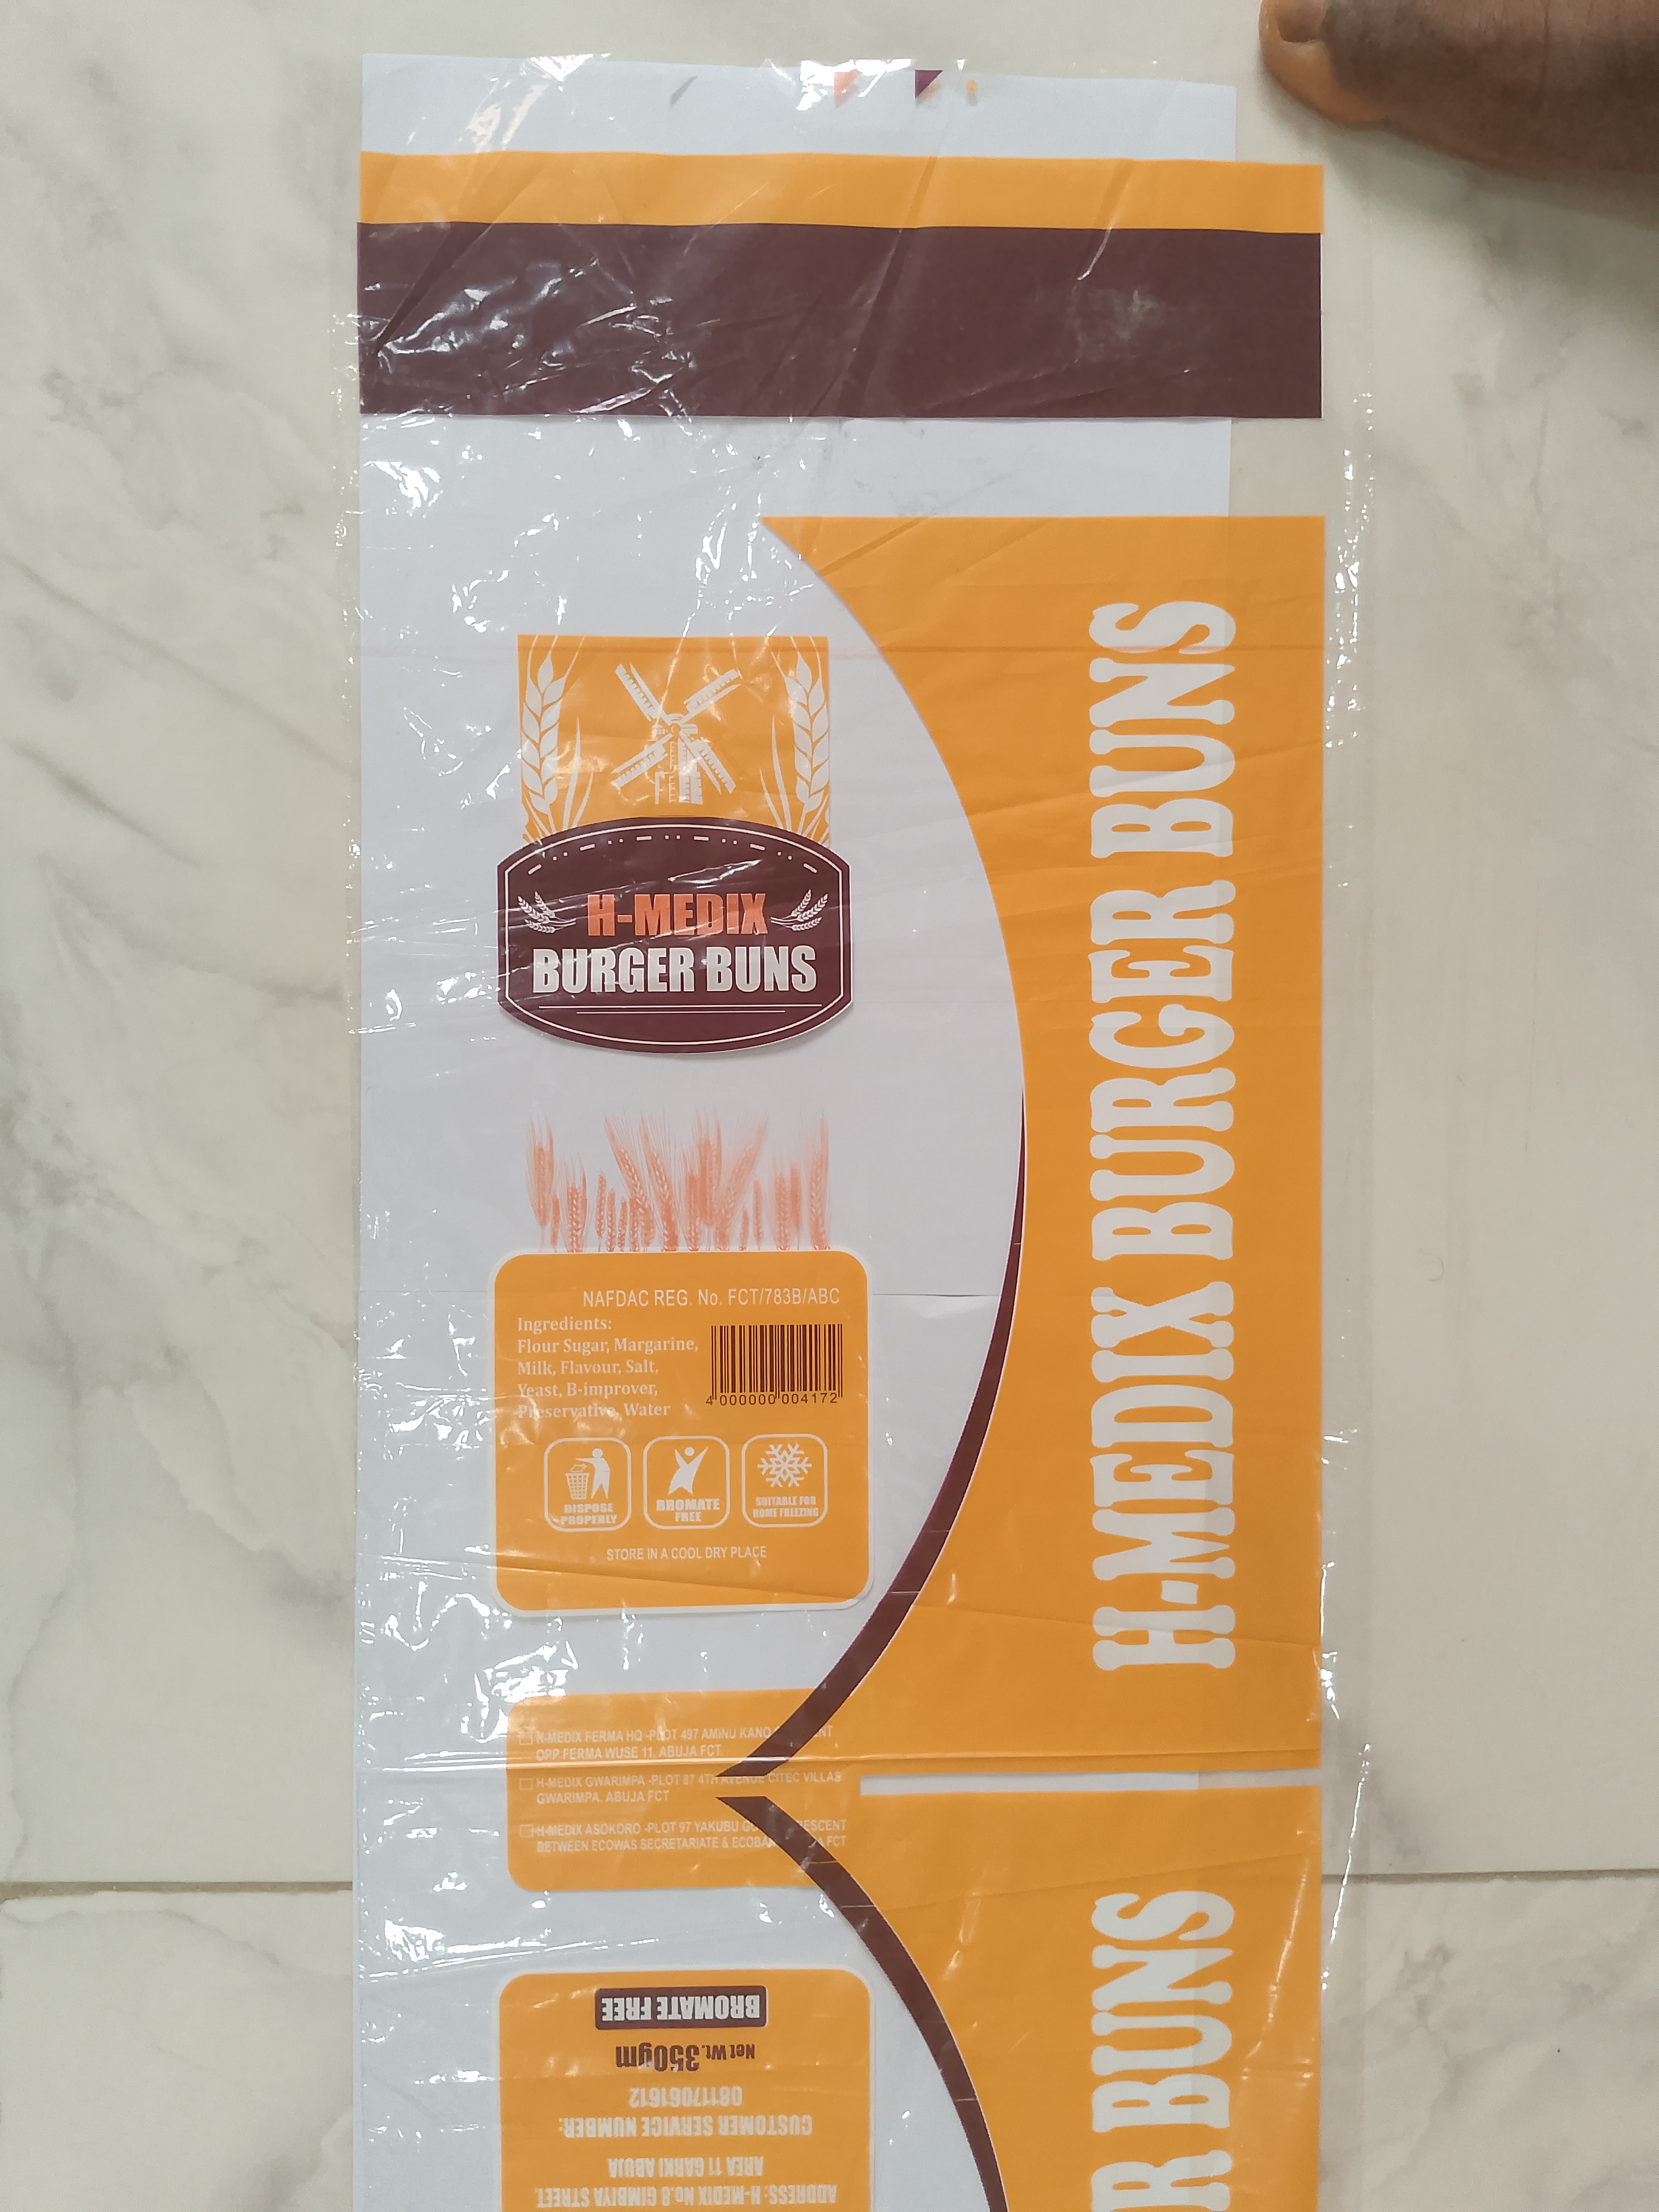 H-MEDIX
BURGER BUNS
H-MEDIX BURGER BUNS
NAFDAC REG. No. FCT/783B/ABC
Ingredients:
Flour Sugar, Margarine,
Milk, Flavour, Salt,
Yeast, B-improver,
Preservative, Water
4 000000 004172
DISPOSE
PROPERLY
BROMATE
FREE
SUITABLE FOR
HOME FREEZING
STORE IN A COOL DRY PLACE
H-MEDIX FERMA HQ -PLOT 497 AMINU KANO
OPP FERMA WUSE 11, ABUJA FCT
H-MEDIX GWARIMPA -PLOT 87 4TH AVENUE CITEC VILLAS
GWARIMPA, ABUJA FCT
H-MEDIX ASOKORO -PLOT 97 YAKUBU
BETWEEN ECOWAS SECRETARIATE & FCT
R BUNS
ADDRESS: H-MEDIX No.8 GIMBIYA STREET.
AREA 11 GARKI ABUJA
CUSTOMER SERVICE NUMBER:
08117061612
Net Wt. 350gm
BROMATE FREE